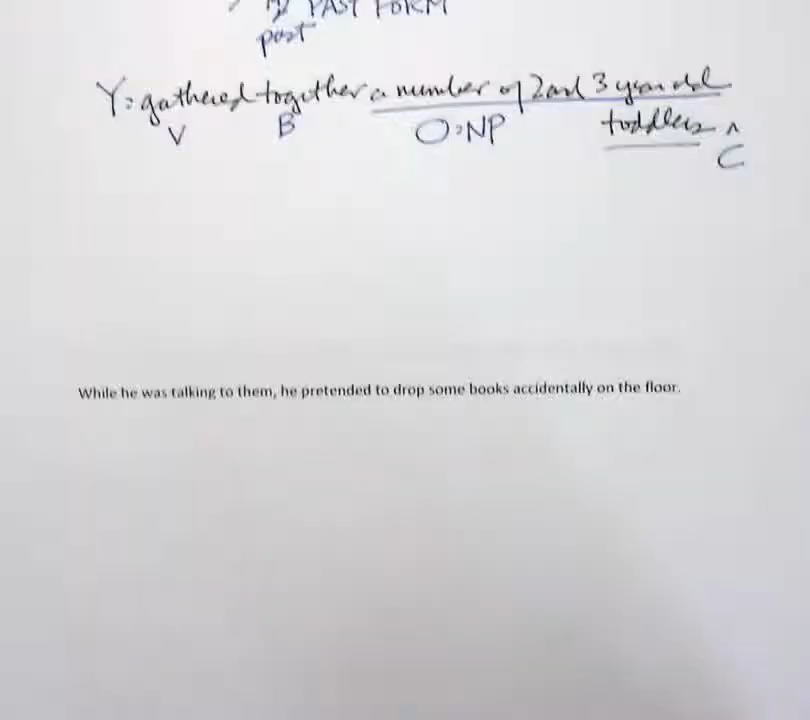 PAST FORM
past
Y: gathered together a number of 2 and 3 year old
toddlers ^
V B O:NP C
While he was talking to them, he pretended to drop some books accidentally on the floor.